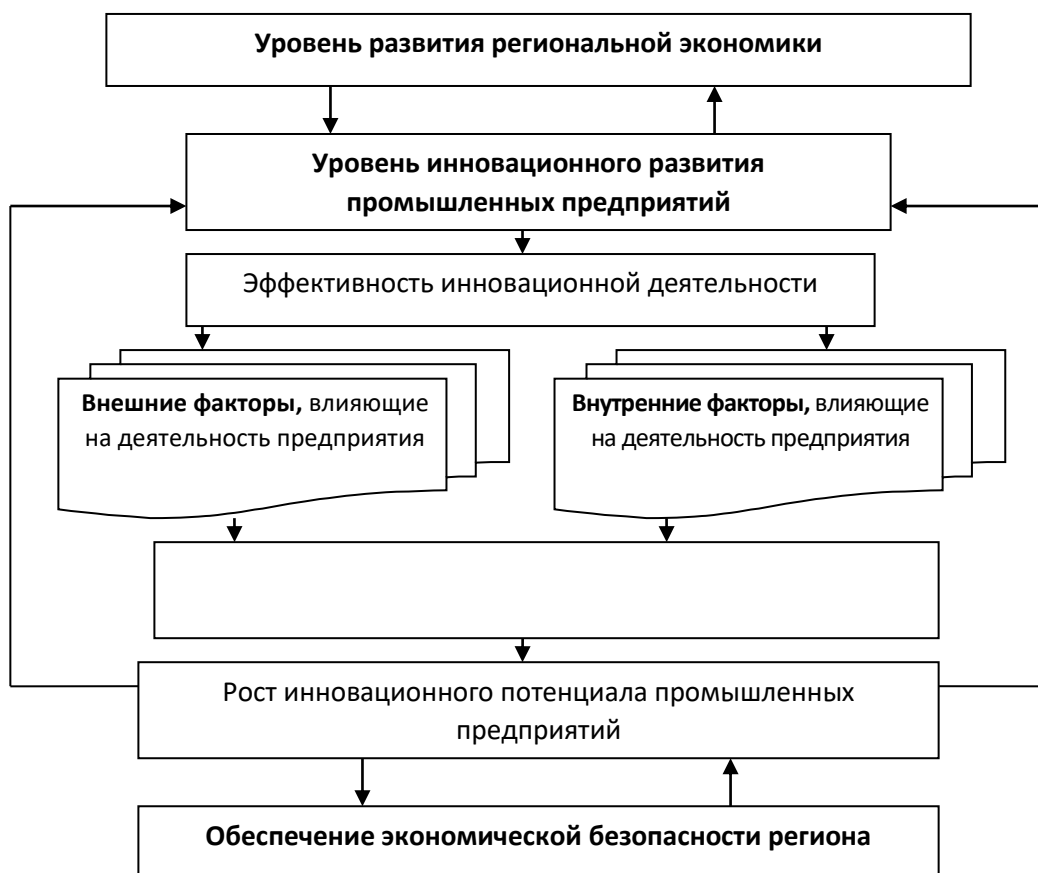 Уровень развития региональной экономики
Уровень инновационного развития
промышленных предприятий
Эффективность инновационной деятельности
Внешние факторы, влияющие
на деятельность предприятия
Внутренние факторы, влияющие
на деятельность предприятия
Рост инновационного потенциала промышленных
предприятий
Обеспечение экономической безопасности региона